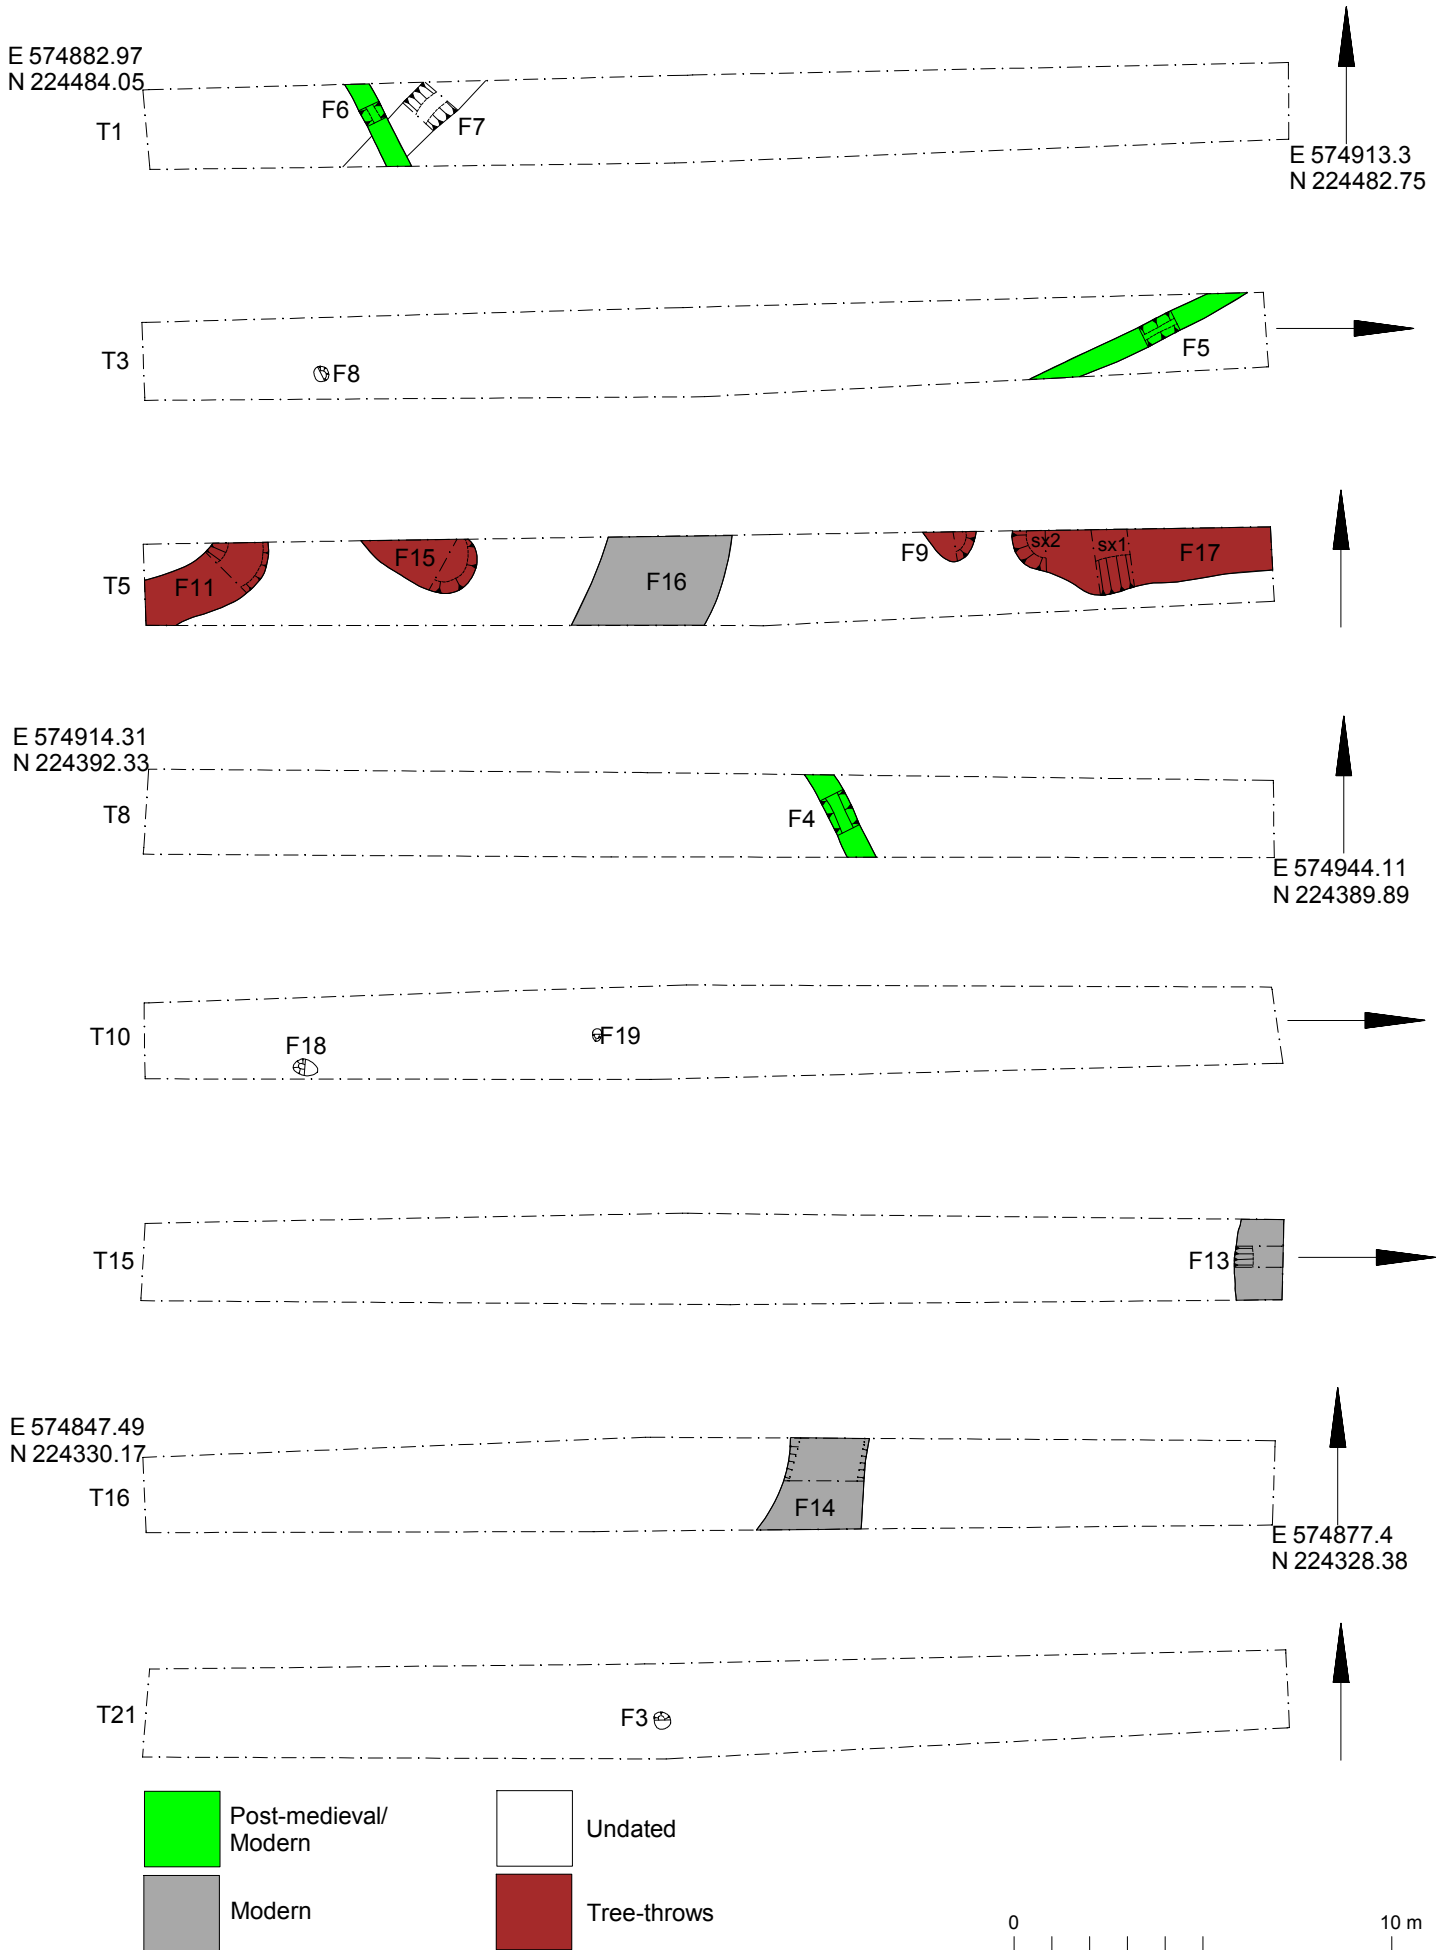 E 574882.97
N 224484.05
T1
F6
F7
E 574913.3
N 224482.75
T3
F8
F5
T5
F11
F15
F16
F9
sx2
sx1
F17
E 574914.31
N 224392.33
T8
F4
E 574944.11
N 224389.89
T10
F18
F19
T15
F13
E 574847.49
N 224330.17
T16
F14
E 574877.4
N 224328.38
T21
F3
Post-medieval/
Modern
Undated
Modern
Tree-throws
0 10 m